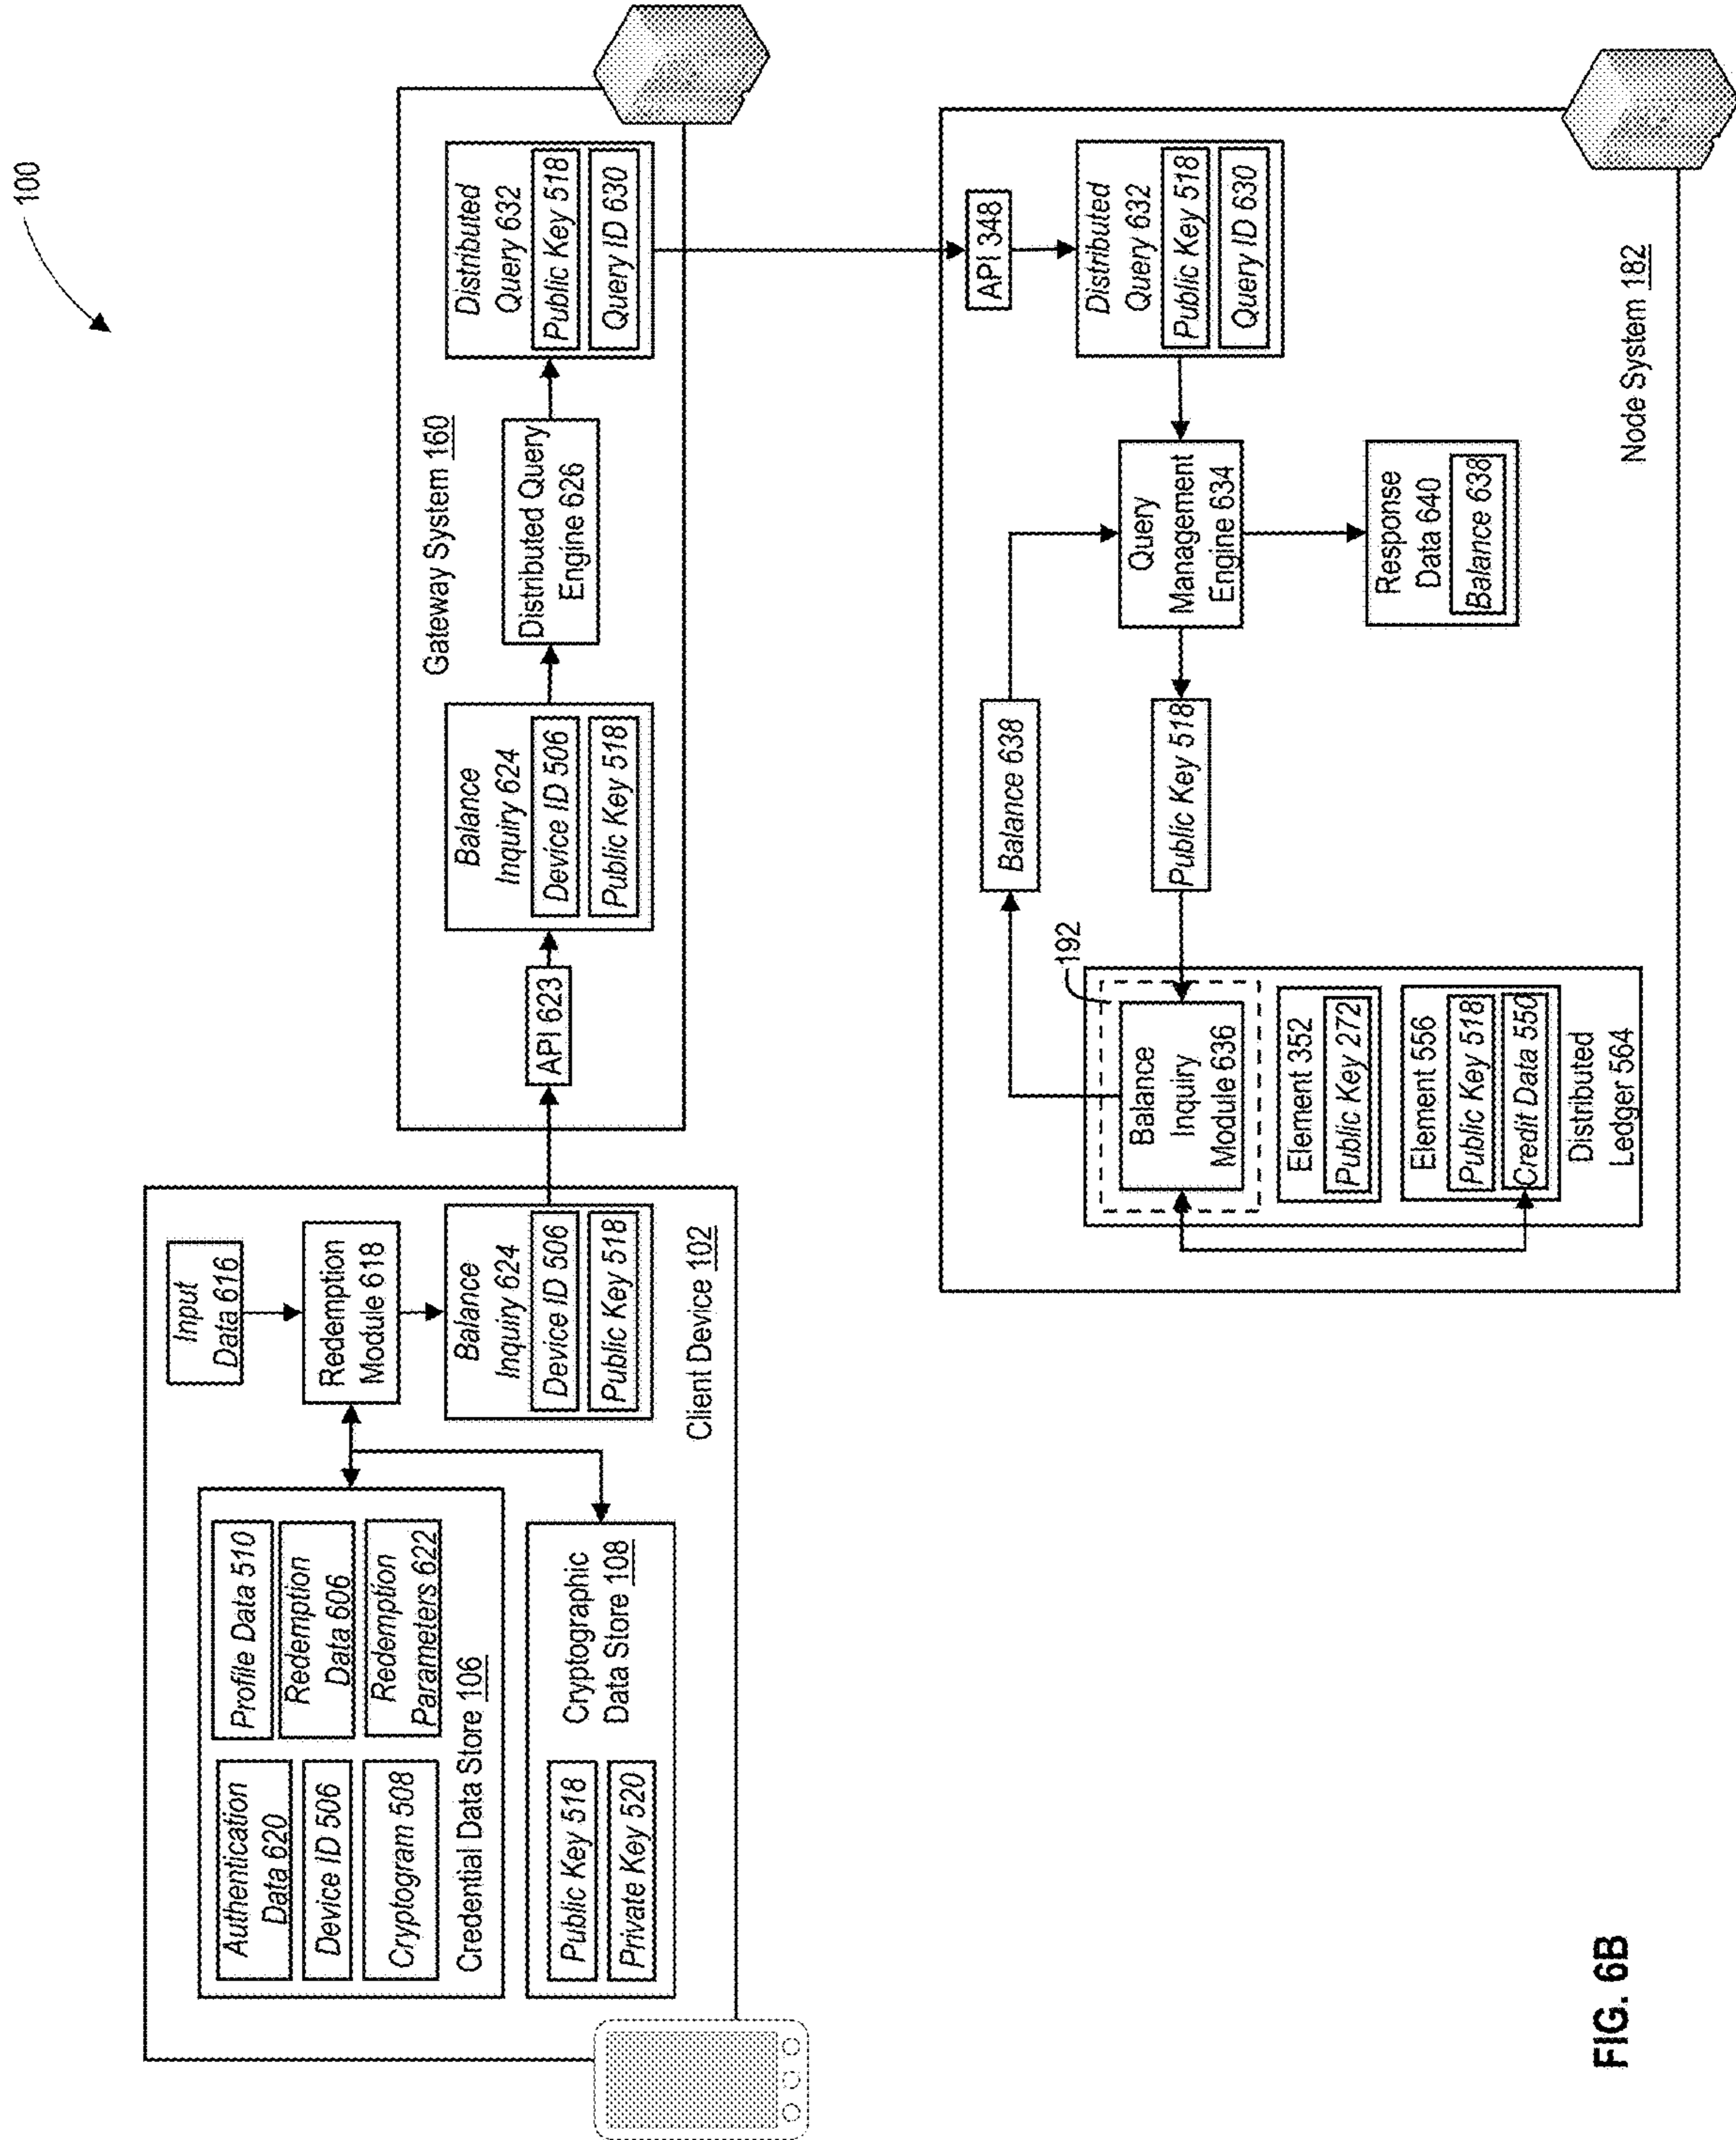 100
Input
Data 616
Redemption
Module 618
Balance
Inquiry 624
Device ID 506
Public Key 518
Client Device 102
Authentication
Data 620
Device ID 506
Cryptogram 508
Profile Data 510
Redemption
Data 606
Redemption
Parameters 622
Credential Data Store 106
Public Key 518
Private Key 520
Cryptographic
Data Store 108
Gateway System 160
API 623
Balance
Inquiry 624
Device ID 506
Public Key 518
Distributed Query
Engine 626
Distributed
Query 632
Public Key 518
Query ID 630
API 348
Distributed
Query 632
Public Key 518
Query ID 630
Query
Management
Engine 634
Response
Data 640
Balance 638
Balance 638
Public Key 518
192
Balance
Inquiry
Module 636
Element 352
Public Key 272
Element 556
Public Key 518
Credit Data 550
Distributed
Ledger 564
Node System 182
FIG. 6B